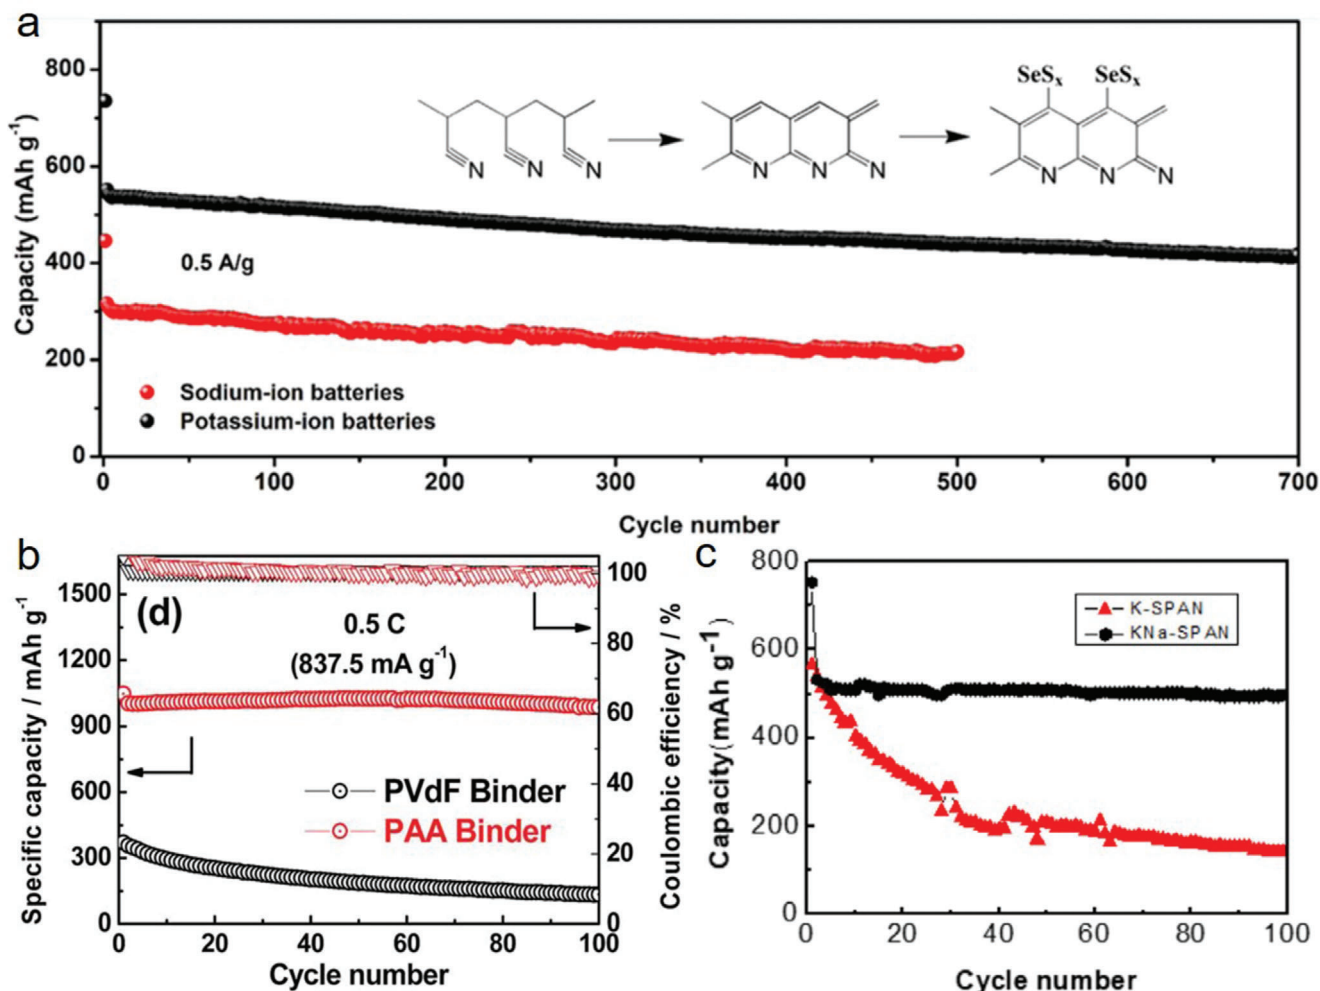 a
Capacity (mAh g⁻¹)
800
600
400
200
0
SeSₓ SeSₓ
N N N
N N N
N N N
0.5 A/g
Sodium-ion batteries
Potassium-ion batteries
0 100 200 300 400 500 600 700
Cycle number
b
Specific capacity / mAh g⁻¹
1500
1200
900
600
300
0
(d)
0.5 C
(837.5 mA g⁻¹)
PVdF Binder
PAA Binder
100
80
60
40
20
0
Coulombic efficiency / %
0 20 40 60 80 100
Cycle number
c
Capacity(mAh g⁻¹)
800
600
400
200
0
K-SPAN
KNa-SPAN
0 20 40 60 80 100
Cycle number